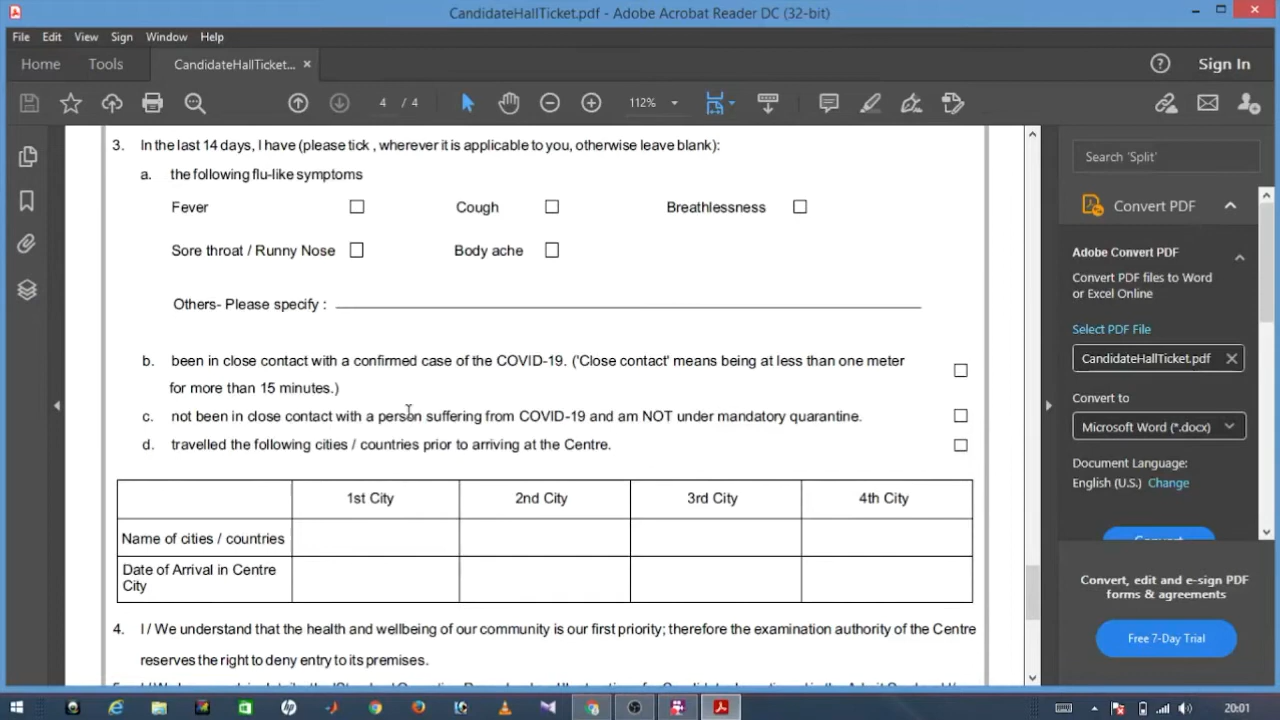 CandidateHallTicket.pdf - Adobe Acrobat Reader DC (32-bit)
File Edit View Sign Window Help
Home Tools CandidateHallTicket... × Sign In
4 / 4 112%
3. In the last 14 days, I have (please tick , wherever it is applicable to you, otherwise leave blank):
a. the following flu-like symptoms
Fever Cough Breathlessness
Sore throat / Runny Nose Body ache
Others- Please specify :
b. been in close contact with a confirmed case of the COVID-19. ('Close contact' means being at less than one meter
for more than 15 minutes.)
c. not been in close contact with a person suffering from COVID-19 and am NOT under mandatory quarantine.
d. travelled the following cities / countries prior to arriving at the Centre.
1st City 2nd City 3rd City 4th City
Name of cities / countries
Date of Arrival in Centre
City
4. I / We understand that the health and wellbeing of our community is our first priority; therefore the examination authority of the Centre
reserves the right to deny entry to its premises.
Search 'Split'
Convert PDF
Adobe Convert PDF
Convert PDF files to Word
or Excel Online
Select PDF File
CandidateHallTicket.pdf
Convert to
Microsoft Word (*.docx)
Document Language:
English (U.S.) Change
Convert
Convert, edit and e-sign PDF
forms & agreements
Free 7-Day Trial
20:01